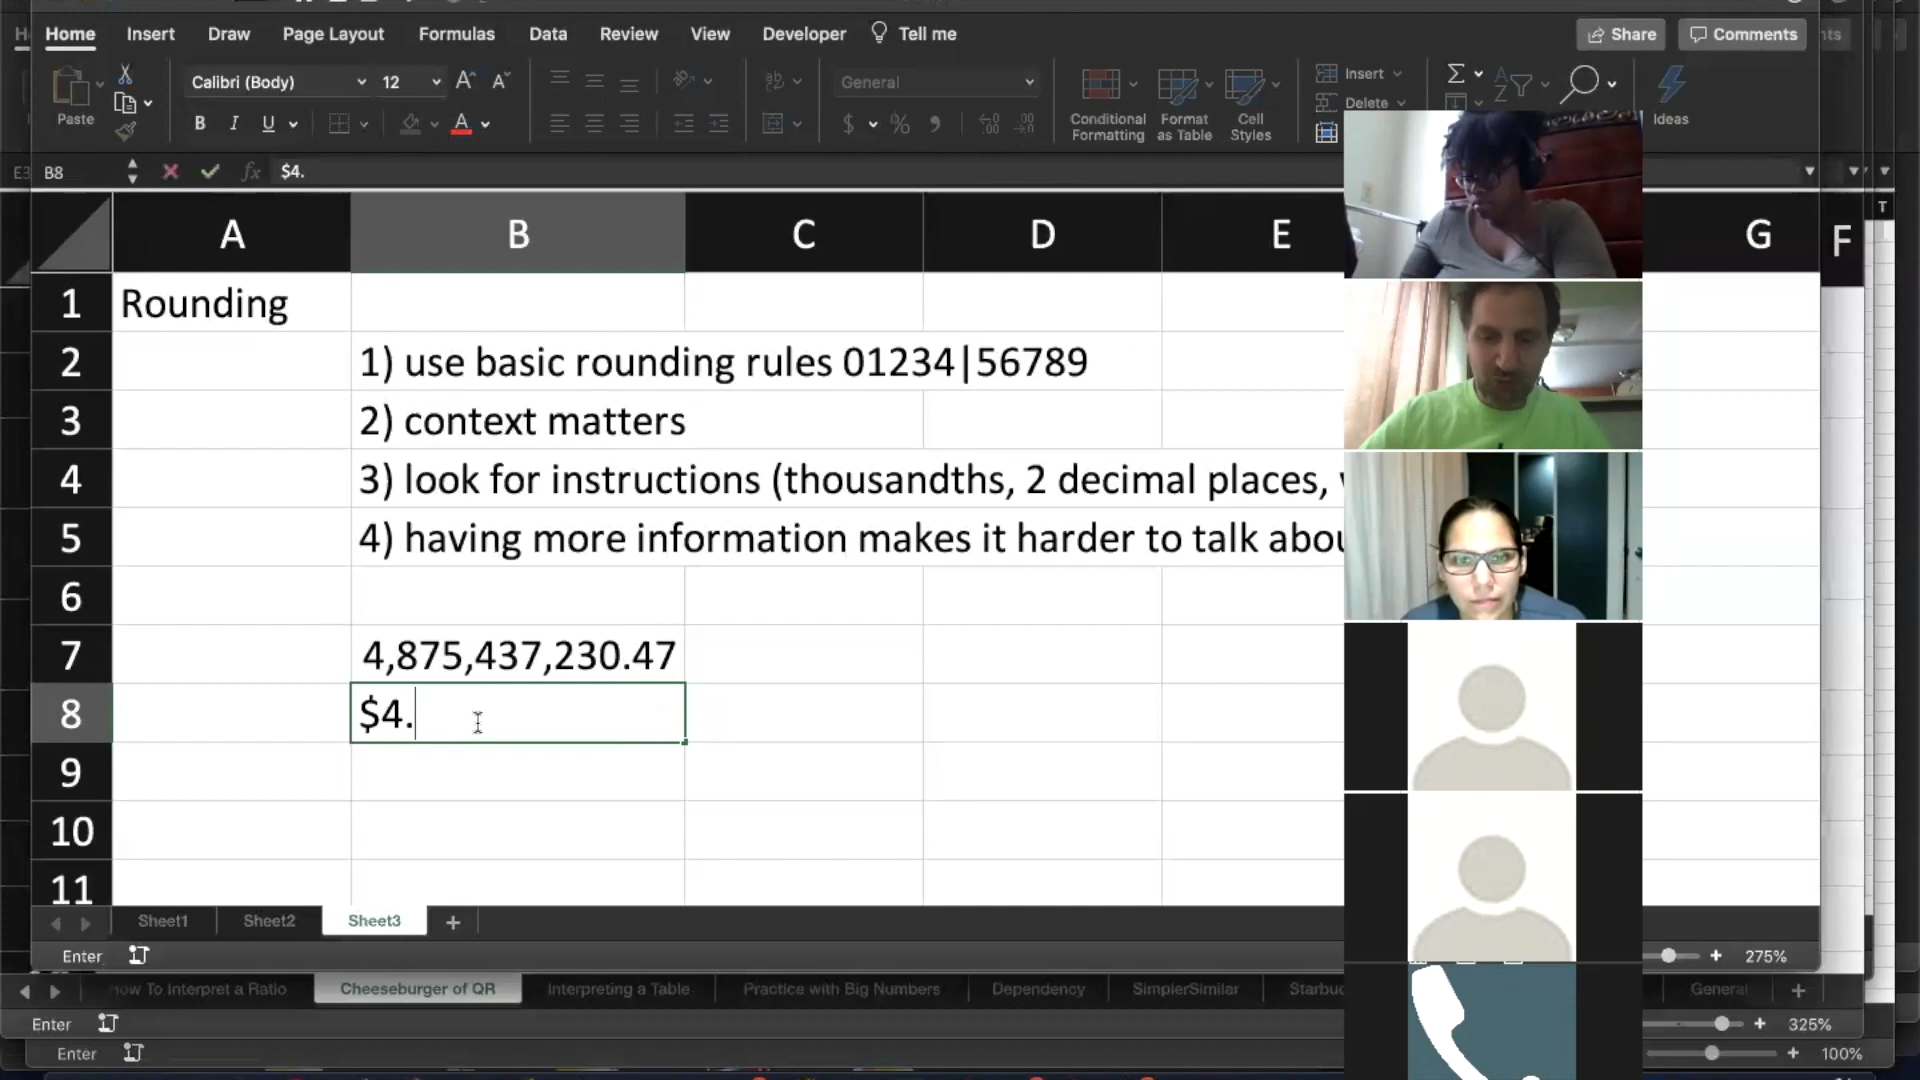 Home Insert Draw Page Layout Formulas Data Review View Developer Tell me Share Comments
Calibri (Body) 12 General Insert
Paste Conditional Formatting Format as Table Cell Styles Delete Ideas
B I U $ %
B8 fx $4.
A B C D E G F
1 Rounding
2 1) use basic rounding rules 01234|56789
3 2) context matters
4 3) look for instructions (thousandths, 2 decimal places,
5 4) having more information makes it harder to talk
6
7 4,875,437,230.47
8 $4.
9
10
11
Sheet1 Sheet2 Sheet3 +
Enter 275%
How To Interpret a Ratio Cheeseburger of QR Interpreting a Table Practice with Big Numbers Dependency SimplerSimilar General +
Enter 325%
Enter 100%